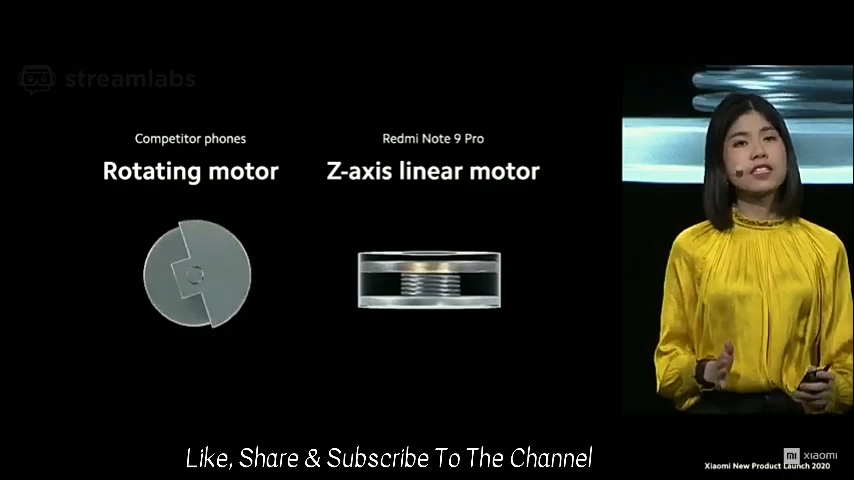 streamlabs
Competitor phones
Rotating motor
Redmi Note 9 Pro
Z-axis linear motor
Like, Share & Subscribe To The Channel
mi xiaomi
Xiaomi New Product Launch 2020